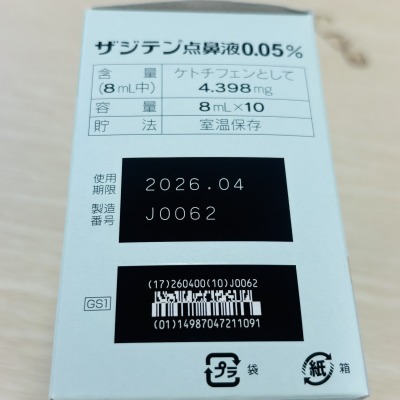 ザジテン点鼻液0.05%
含量(8mL中) ケトチフェンとして4.398mg
容量 8mL×10
貯法 室温保存
使用期限 2026.04
製造番号 J0062
(17)260400(10)J0062
GS1
(01)14987047211091
プラ 袋 紙 箱